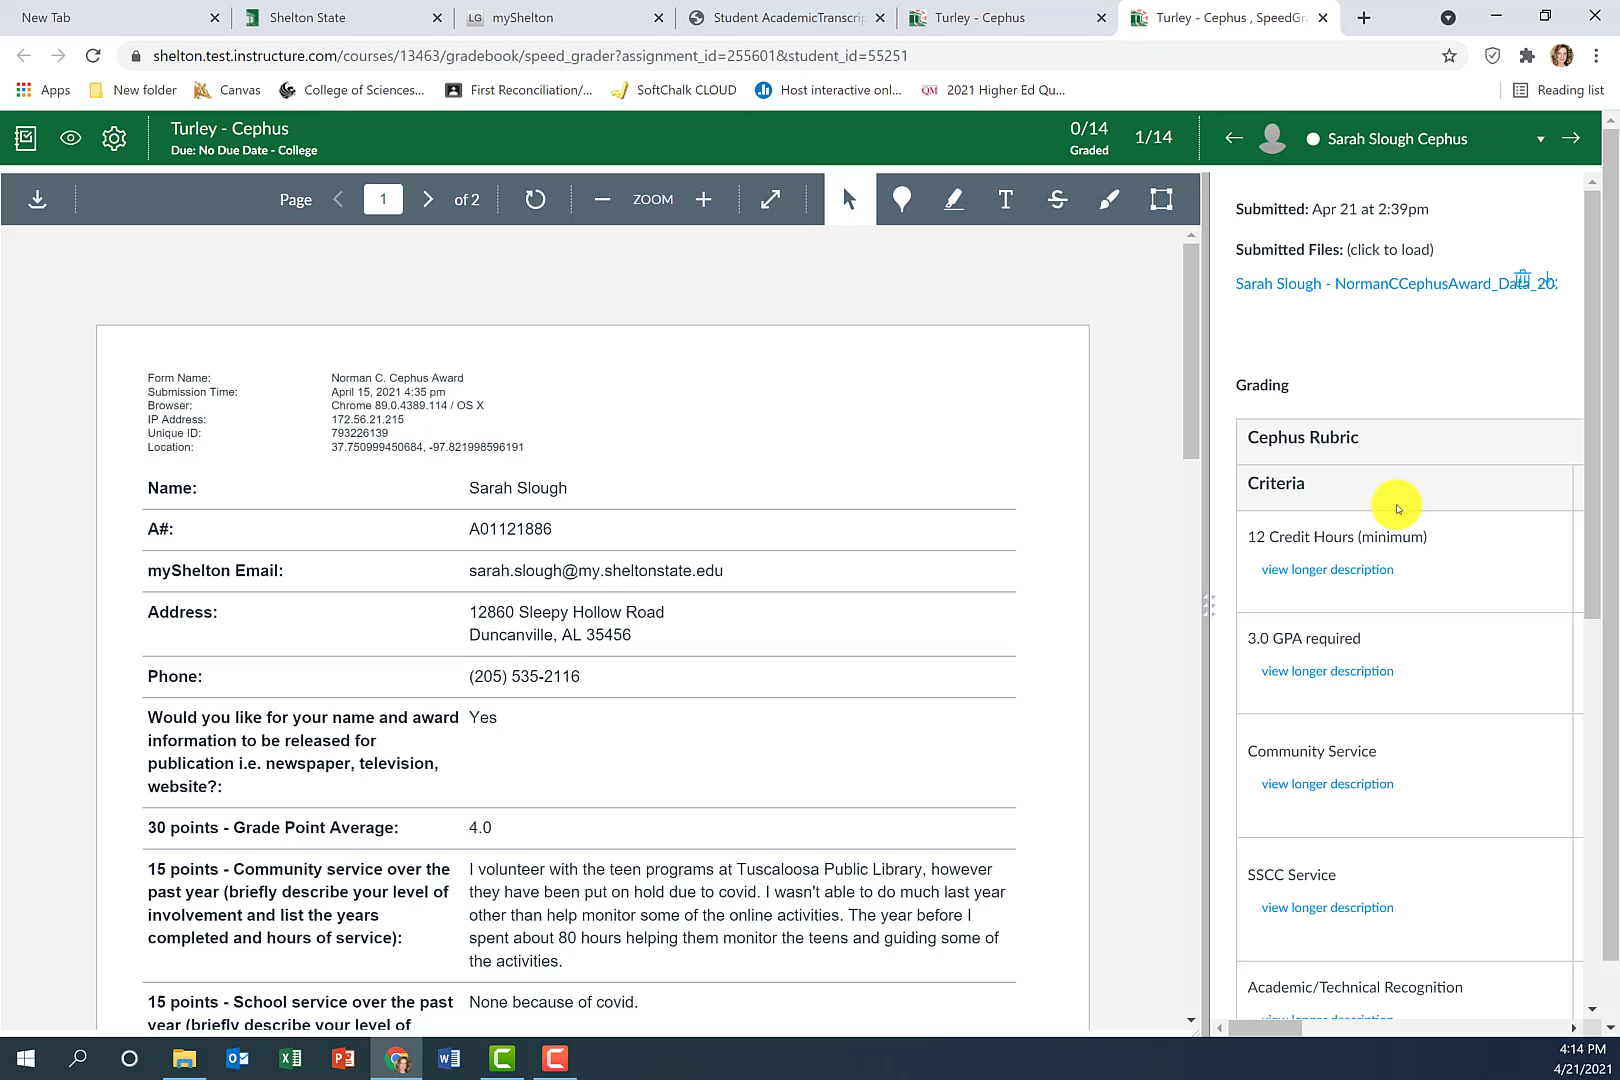 New Tab
Shelton State
LG myShelton
Student AcademicTranscri
Turley - Cephus
Turley - Cephus , SpeedGr
shelton.test.instructure.com/courses/13463/gradebook/speed_grader?assignment_id=255601&student_id=55251
Apps
New folder
Canvas
College of Sciences...
First Reconciliation/...
SoftChalk CLOUD
Host interactive onl...
QM 2021 Higher Ed Qu...
Reading list
Turley - Cephus
Due: No Due Date - College
0/14
Graded
1/14
Sarah Slough Cephus
Page 1 of 2
ZOOM
T
Submitted: Apr 21 at 2:39pm
Submitted Files: (click to load)
Sarah Slough - NormanCCephusAward_Data_20
Grading
Cephus Rubric
Criteria
12 Credit Hours (minimum)
view longer description
3.0 GPA required
view longer description
Community Service
view longer description
SSCC Service
view longer description
Academic/Technical Recognition
view longer description
Form Name: Norman C. Cephus Award
Submission Time: April 15, 2021 4:35 pm
Browser: Chrome 89.0.4389.114 / OS X
IP Address: 172.56.21.215
Unique ID: 793226139
Location: 37.750999450684, -97.821998596191
Name: Sarah Slough
A#: A01121886
myShelton Email: sarah.slough@my.sheltonstate.edu
Address: 12860 Sleepy Hollow Road
Duncanville, AL 35456
Phone: (205) 535-2116
Would you like for your name and award Yes
information to be released for
publication i.e. newspaper, television,
website?:
30 points - Grade Point Average: 4.0
15 points - Community service over the I volunteer with the teen programs at Tuscaloosa Public Library, however
past year (briefly describe your level of they have been put on hold due to covid. I wasn't able to do much last year
involvement and list the years other than help monitor some of the online activities. The year before I
completed and hours of service): spent about 80 hours helping them monitor the teens and guiding some of
the activities.
15 points - School service over the past None because of covid.
year (briefly describe your level of
4:14 PM
4/21/2021